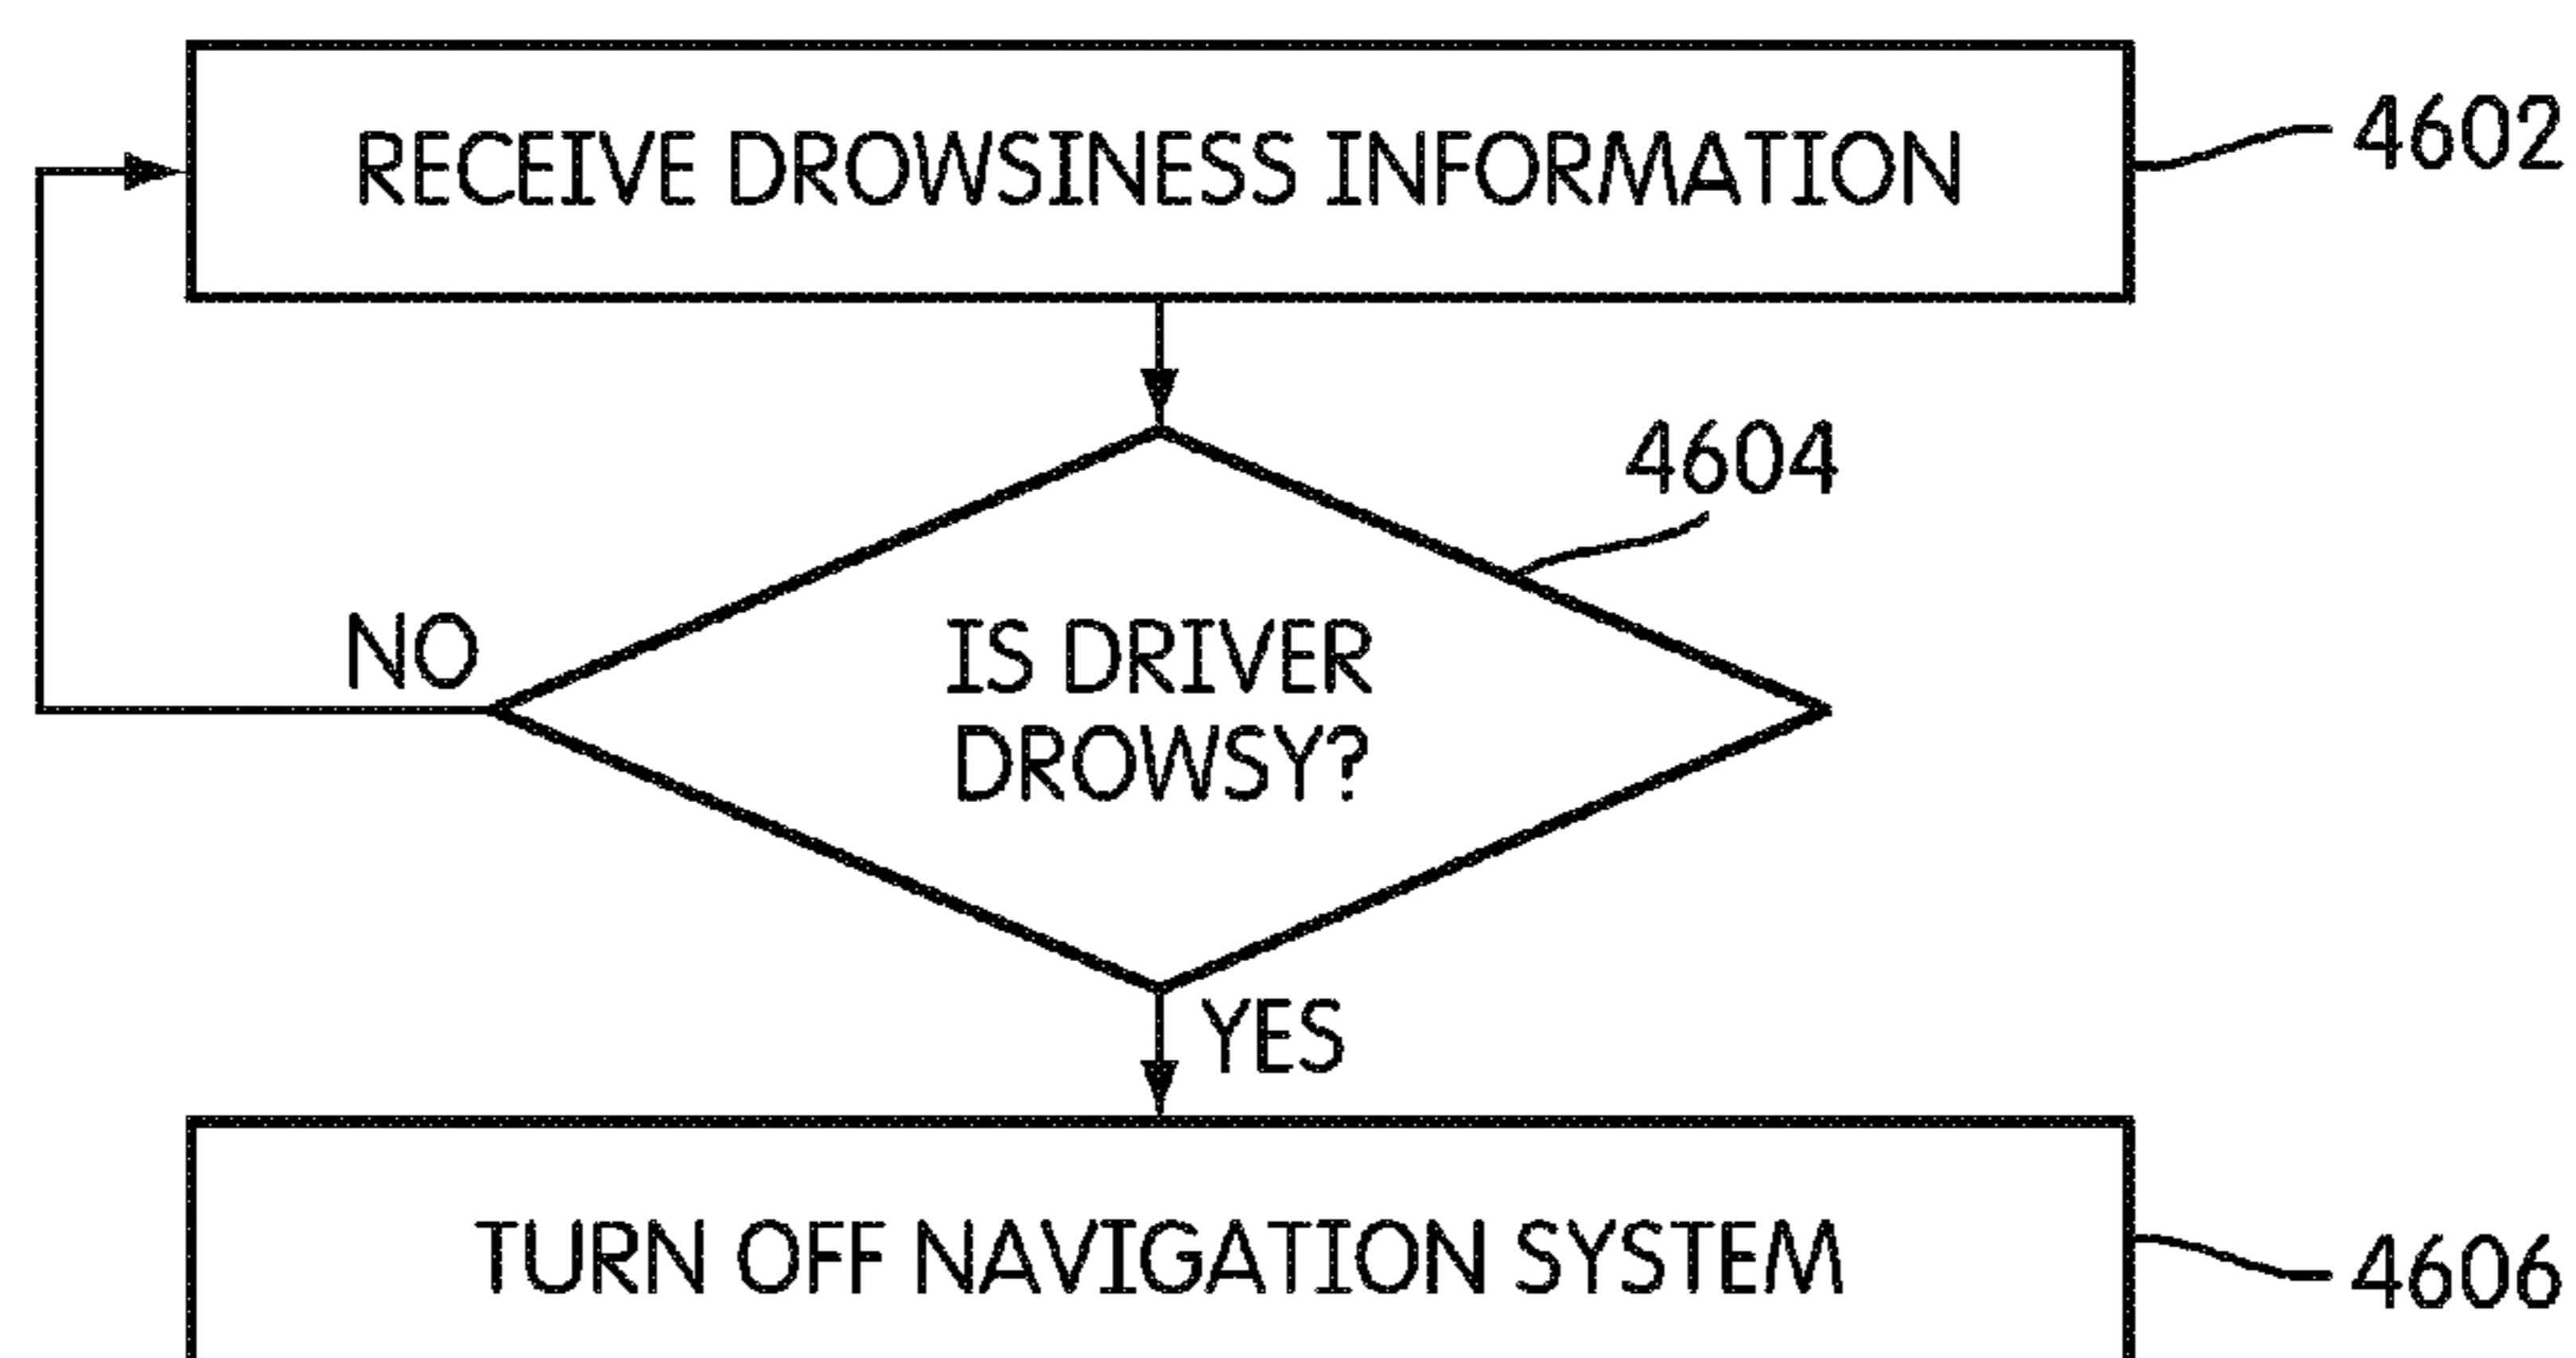 RECEIVE DROWSINESS INFORMATION
4602
4604
IS DRIVER
DROWSY?
NO
YES
TURN OFF NAVIGATION SYSTEM
4606